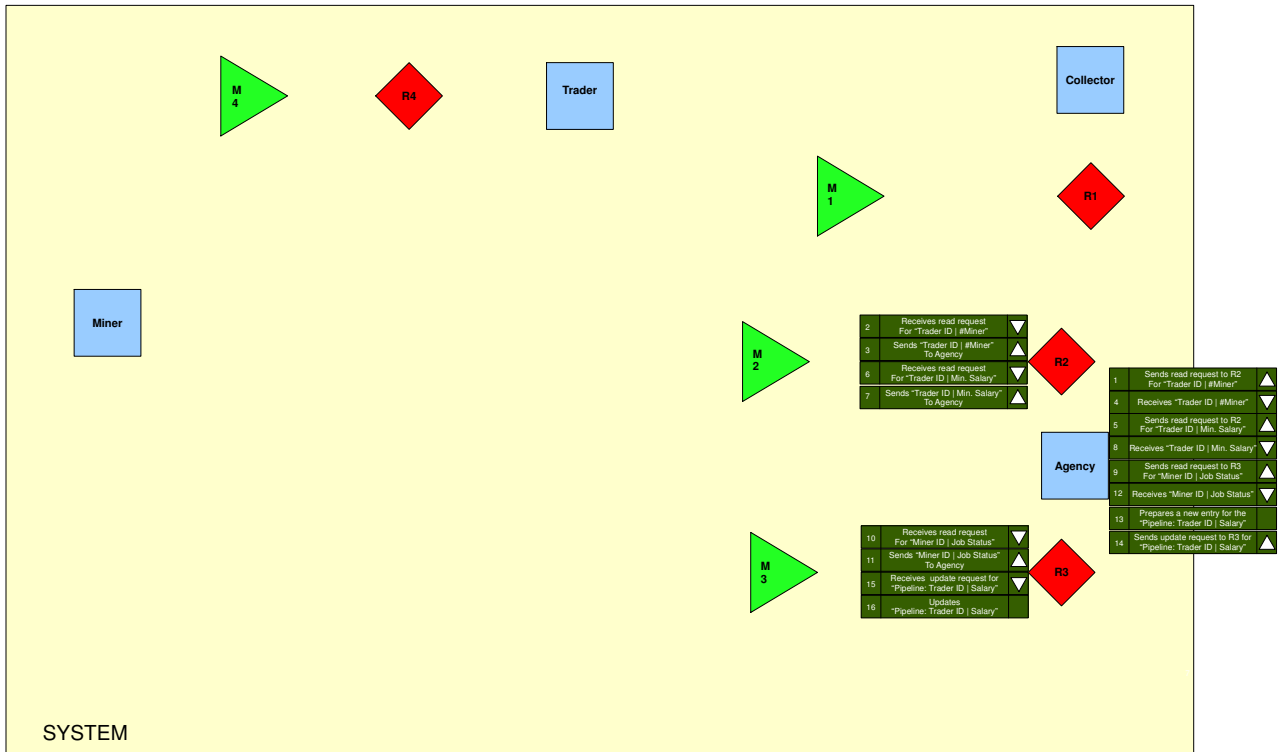 M
4
R4
Trader
Collector
M
1
R1
Miner
M
2
2
Receives read request
For “Trader ID | #Miner”
3
Sends “Trader ID | #Miner”
To Agency
6
Receives read request
For “Trader ID | Min. Salary”
7
Sends “Trader ID | Min. Salary”
To Agency
R2
1
Sends read request to R2
For “Trader ID | #Miner”
4
Receives “Trader ID | #Miner”
5
Sends read request to R2
For “Trader ID | Min. Salary”
8
Receives “Trader ID | Min. Salary”
9
Sends read request to R3
For “Miner ID | Job Status”
12
Receives “Miner ID | Job Status”
13
Prepares a new entry for the
“Pipeline: Trader ID | Salary”
14
Sends update request to R3 for
“Pipeline: Trader ID | Salary”
Agency
M
3
10
Receives read request
For “Miner ID | Job Status”
11
Sends “Miner ID | Job Status”
To Agency
15
Receives update request for
“Pipeline: Trader ID | Salary”
16
Updates
“Pipeline: Trader ID | Salary”
R3
SYSTEM